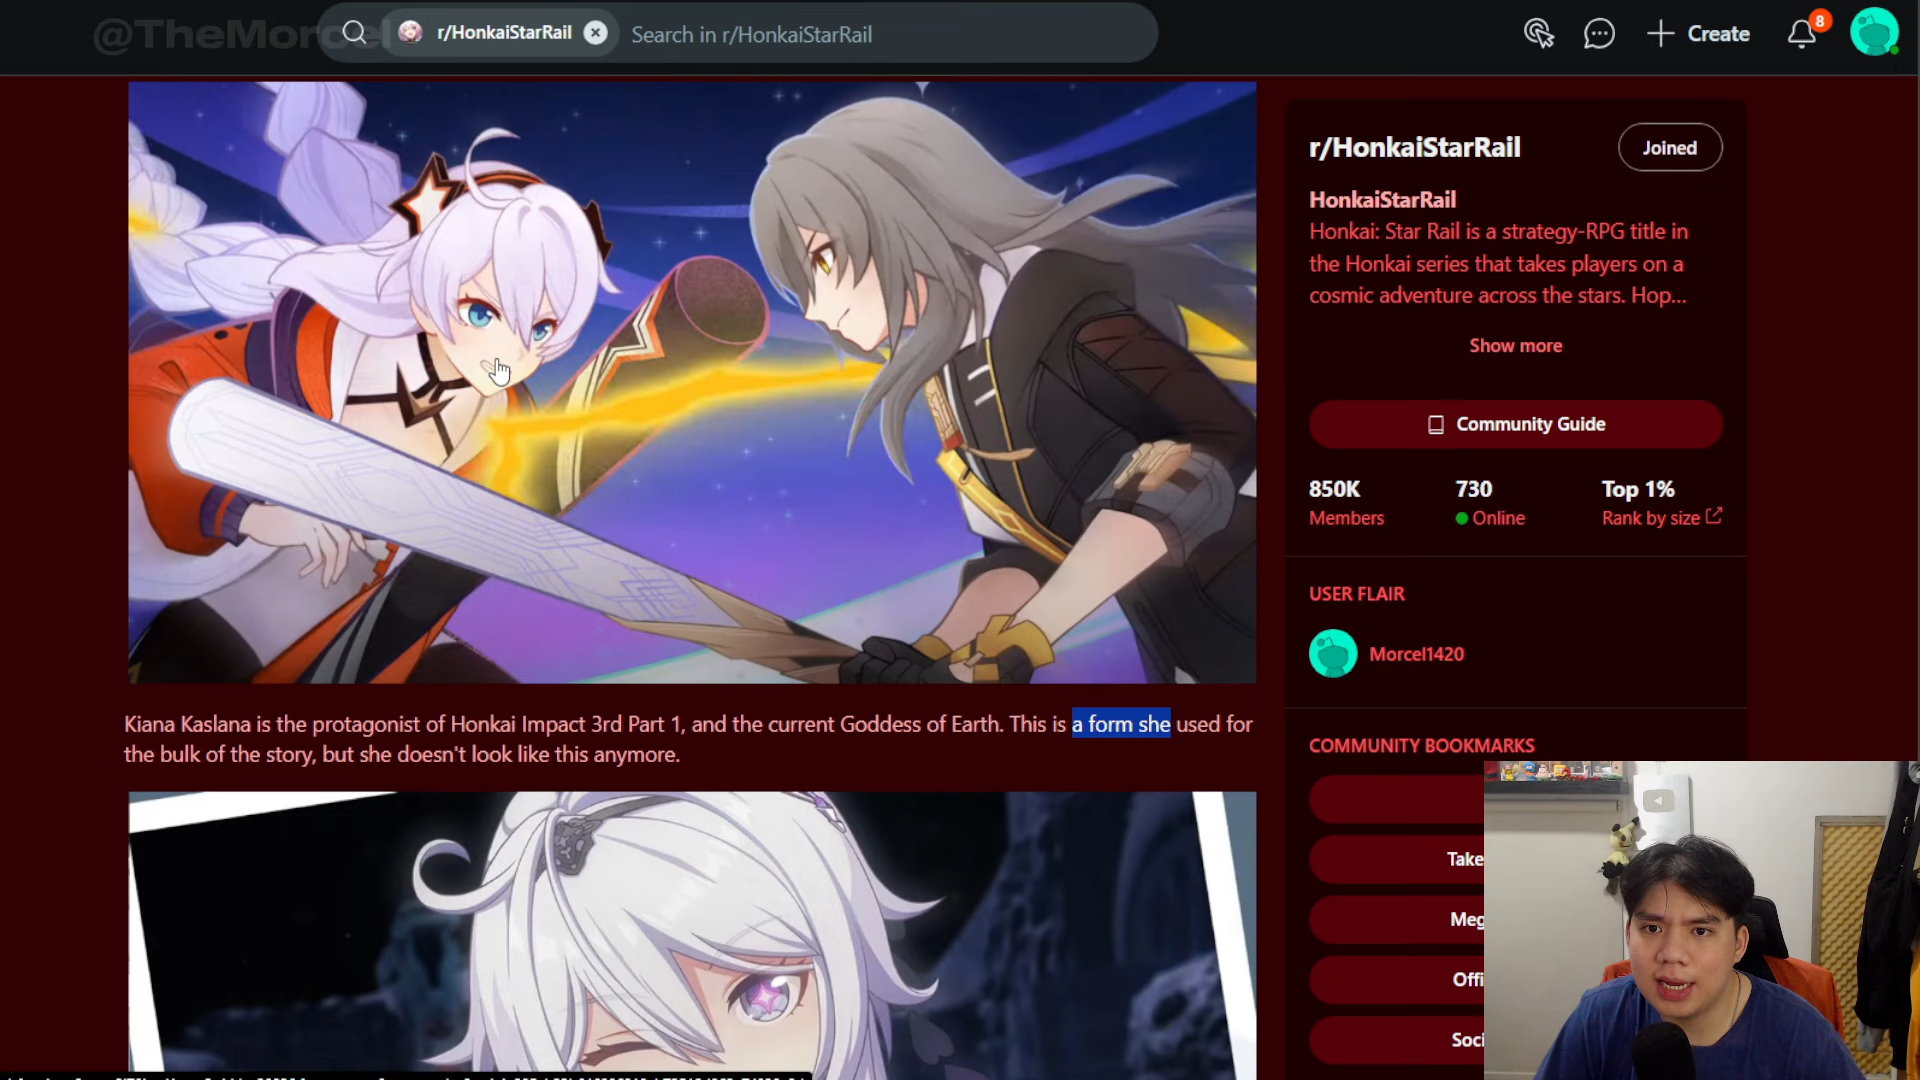 @TheMorcel
r/HonkaiStarRail
Search in r/HonkaiStarRail
Create
8
r/HonkaiStarRail
Joined
HonkaiStarRail
Honkai: Star Rail is a strategy-RPG title in
the Honkai series that takes players on a
cosmic adventure across the stars. Hop...
Show more
Community Guide
850K
730
Top 1%
Members
Online
Rank by size
USER FLAIR
Morcel1420
Kiana Kaslana is the protagonist of Honkai Impact 3rd Part 1, and the current Goddess of Earth. This is a form she used for
the bulk of the story, but she doesn't look like this anymore.
COMMUNITY BOOKMARKS
Take
Meg
Offi
Soci